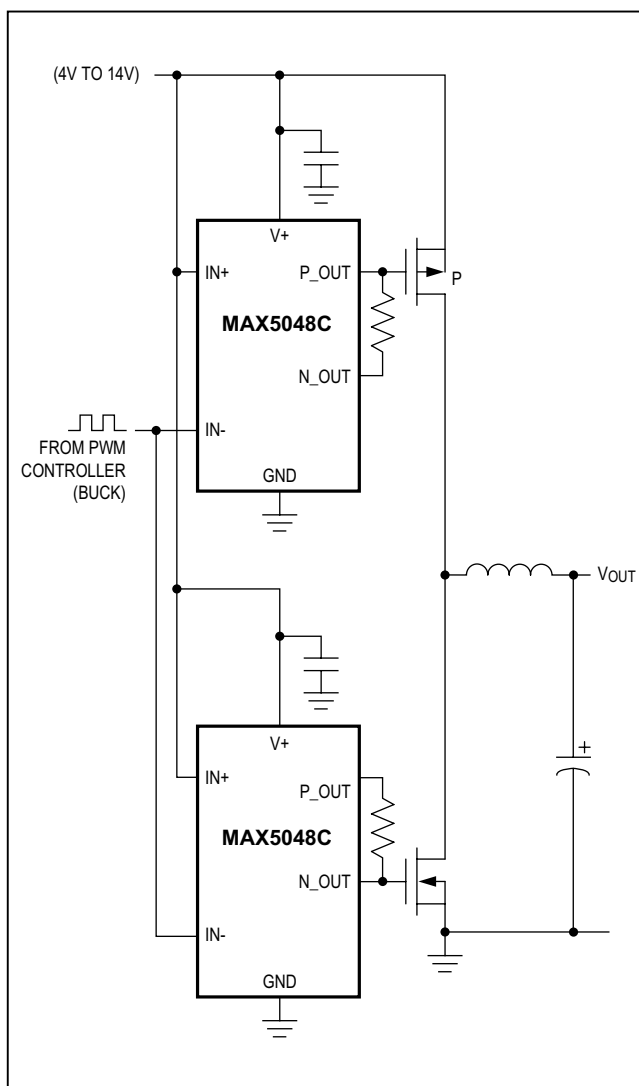 (4V TO 14V)
V+
IN+
P_OUT
P
MAX5048C
N_OUT
IN-
FROM PWM
CONTROLLER
(BUCK)
GND
VOUT
+
V+
IN+
P_OUT
MAX5048C
N_OUT
IN-
GND